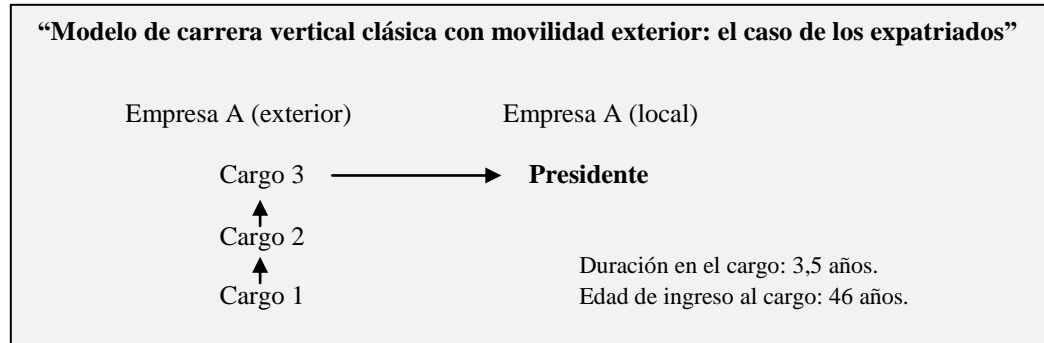 “Modelo de carrera vertical clásica con movilidad exterior: el caso de los expatriados”
Empresa A (exterior) Empresa A (local)
Cargo 3 Presidente
Cargo 2
Cargo 1
Duración en el cargo: 3,5 años.
Edad de ingreso al cargo: 46 años.